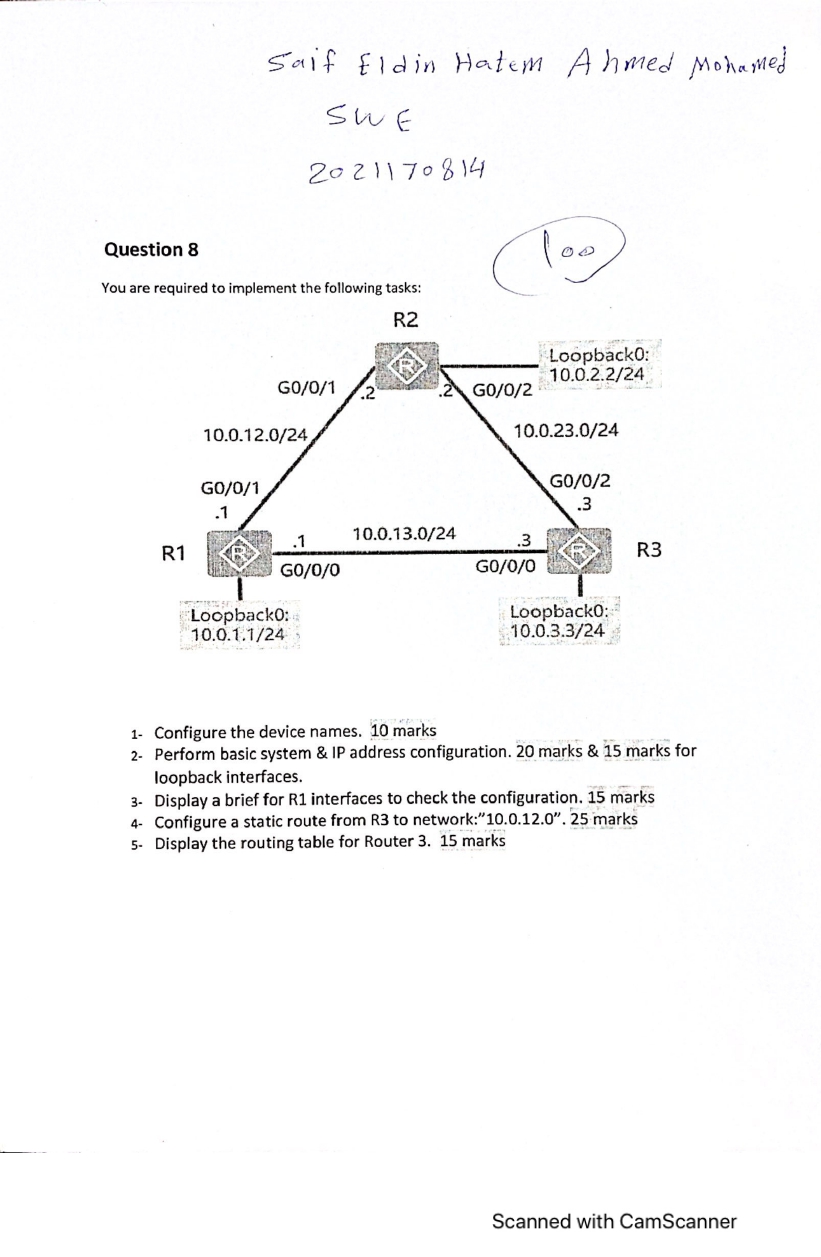 Saif Eldin Hatem Ahmed Mohamed
SWE
2021170814
Question 8
100
You are required to implement the following tasks:
R2
Loopback0:
10.0.2.2/24
G0/0/1 .2 .2 G0/0/2
10.0.12.0/24 10.0.23.0/24
G0/0/1 G0/0/2
.1 .3
R1 R .1 10.0.13.0/24 .3 R R3
G0/0/0 G0/0/0
Loopback0: Loopback0:
10.0.1.1/24 10.0.3.3/24
1- Configure the device names. 10 marks
2- Perform basic system & IP address configuration. 20 marks & 15 marks for
loopback interfaces.
3- Display a brief for R1 interfaces to check the configuration. 15 marks
4- Configure a static route from R3 to network:”10.0.12.0”. 25 marks
5- Display the routing table for Router 3. 15 marks
Scanned with CamScanner